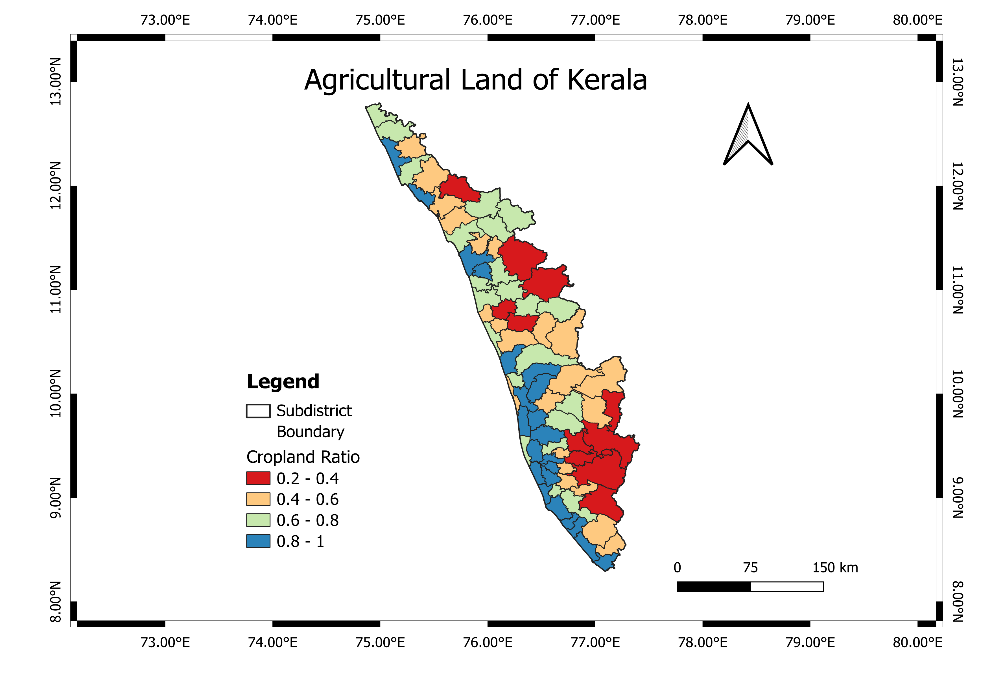 73.00°E 74.00°E 75.00°E 76.00°E 77.00°E 78.00°E 79.00°E 80.00°E
Agricultural Land of Kerala
13.00°N
12.00°N
11.00°N
10.00°N
9.00°N
8.00°N
13.00°N
12.00°N
11.00°N
10.00°N
9.00°N
8.00°N
Legend
Subdistrict
Boundary
Cropland Ratio
0.2 - 0.4
0.4 - 0.6
0.6 - 0.8
0.8 - 1
0 75 150 km
73.00°E 74.00°E 75.00°E 76.00°E 77.00°E 78.00°E 79.00°E 80.00°E